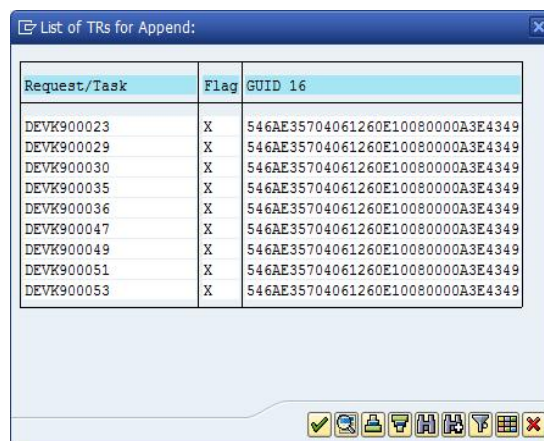 List of TRs for Append:
Request/Task Flag GUID 16
DEVK900023 X 546AE35704061260E10080000A3E4349
DEVK900029 X 546AE35704061260E10080000A3E4349
DEVK900030 X 546AE35704061260E10080000A3E4349
DEVK900035 X 546AE35704061260E10080000A3E4349
DEVK900036 X 546AE35704061260E10080000A3E4349
DEVK900047 X 546AE35704061260E10080000A3E4349
DEVK900049 X 546AE35704061260E10080000A3E4349
DEVK900051 X 546AE35704061260E10080000A3E4349
DEVK900053 X 546AE35704061260E10080000A3E4349